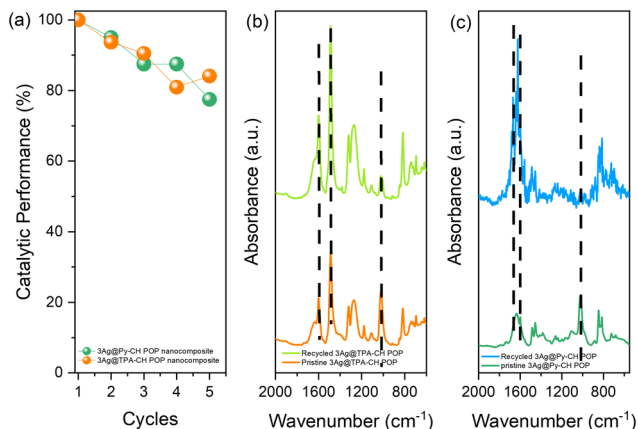 (a)
Catalytic Performance (%)
100
80
60
40
20
0
3Ag@Py-CH POP nanocomposite
3Ag@TPA-CH POP nanocomposite
1 2 3 4 5
Cycles
(b)
Absorbance (a.u.)
Recycled 3Ag@TPA-CH POP
Pristine 3Ag@TPA-CH POP
2000 1600 1200 800
Wavenumber (cm⁻¹)
(c)
Absorbance (a.u.)
Recycled 3Ag@Py-CH POP
pristine 3Ag@Py-CH POP
2000 1600 1200 800
Wavenumber (cm⁻¹)